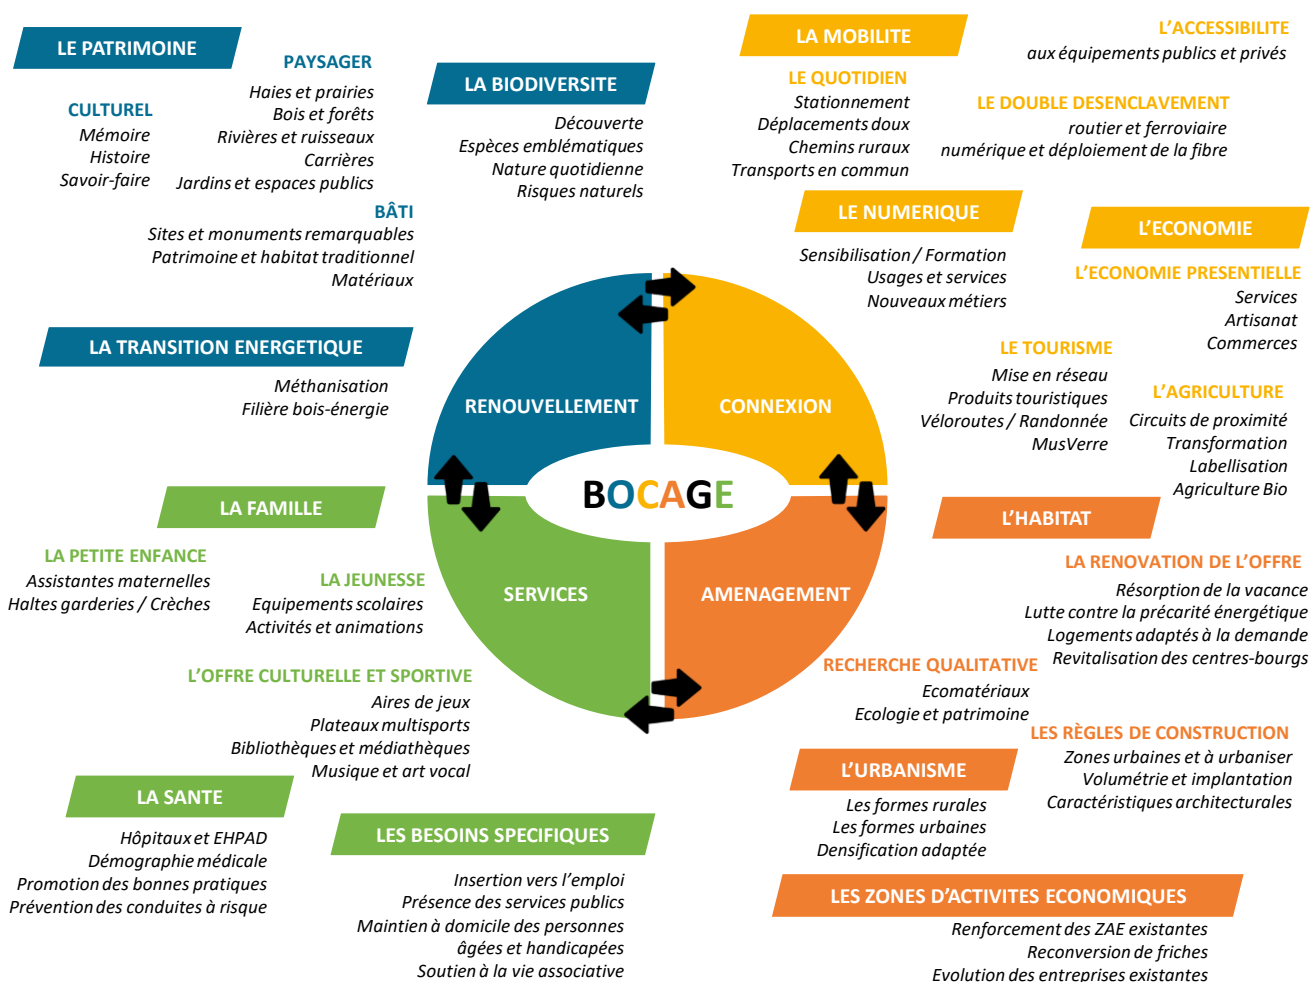 LE PATRIMOINE
PAYSAGER
Haies et prairies
Bois et forêts
Rivières et ruisseaux
Carrières
Jardins et espaces publics
CULTUREL
Mémoire
Histoire
Savoir-faire
BÂTI
Sites et monuments remarquables
Patrimoine et habitat traditionnel
Matériaux
LA BIODIVERSITE
Découverte
Espèces emblématiques
Nature quotidienne
Risques naturels
LA TRANSITION ENERGETIQUE
Méthanisation
Filière bois-énergie
LA MOBILITE
LE QUOTIDIEN
Stationnement
Déplacements doux
Chemins ruraux
Transports en commun
L'ACCESSIBILITE
aux équipements publics et privés
LE DOUBLE DESENCLAVEMENT
routier et ferroviaire
numérique et déploiement de la fibre
LE NUMERIQUE
Sensibilisation / Formation
Usages et services
Nouveaux métiers
L'ECONOMIE
L'ECONOMIE PRESENTIELLE
Services
Artisanat
Commerces
LE TOURISME
Mise en réseau
Produits touristiques
Véloroutes / Randonnée
MusVerre
L'AGRICULTURE
Circuits de proximité
Transformation
Labellisation
Agriculture Bio
RENOUVELLEMENT
CONNEXION
BOCAGE
SERVICES
AMENAGEMENT
LA FAMILLE
LA PETITE ENFANCE
Assistantes maternelles
Haltes garderies / Crèches
LA JEUNESSE
Equipements scolaires
Activités et animations
L'OFFRE CULTURELLE ET SPORTIVE
Aires de jeux
Plateaux multisports
Bibliothèques et médiathèques
Musique et art vocal
LA SANTE
Hôpitaux et EHPAD
Démographie médicale
Promotion des bonnes pratiques
Prévention des conduites à risque
LES BESOINS SPECIFIQUES
Insertion vers l'emploi
Présence des services publics
Maintien à domicile des personnes
âgées et handicapées
Soutien à la vie associative
L'HABITAT
LA RENOVATION DE L'OFFRE
Résorption de la vacance
Lutte contre la précarité énergétique
Logements adaptés à la demande
Revitalisation des centres-bourgs
RECHERCHE QUALITATIVE
Ecomatériaux
Ecologie et patrimoine
LES RÈGLES DE CONSTRUCTION
Zones urbaines et à urbaniser
Volumétrie et implantation
Caractéristiques architecturales
L'URBANISME
Les formes rurales
Les formes urbaines
Densification adaptée
LES ZONES D'ACTIVITES ECONOMIQUES
Renforcement des ZAE existantes
Reconversion de friches
Evolution des entreprises existantes